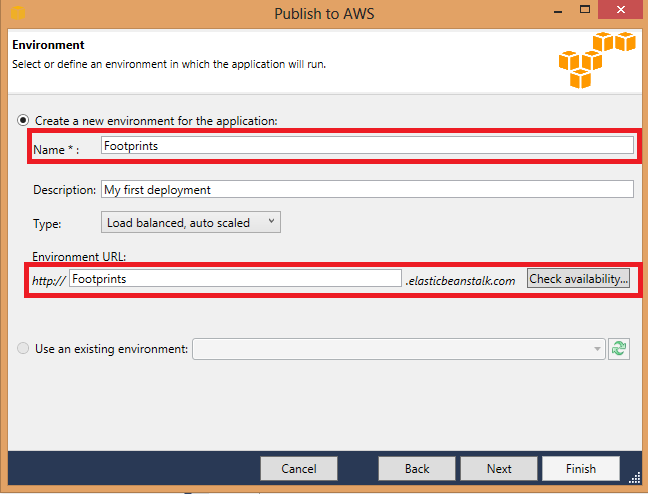 Publish to AWS
Environment
Select or define an environment in which the application will run.
Create a new environment for the application:
Name * : Footprints
Description: My first deployment
Type: Load balanced, auto scaled
Environment URL:
http:// Footprints .elasticbeanstalk.com Check availability...
Use an existing environment:
Cancel Back Next Finish